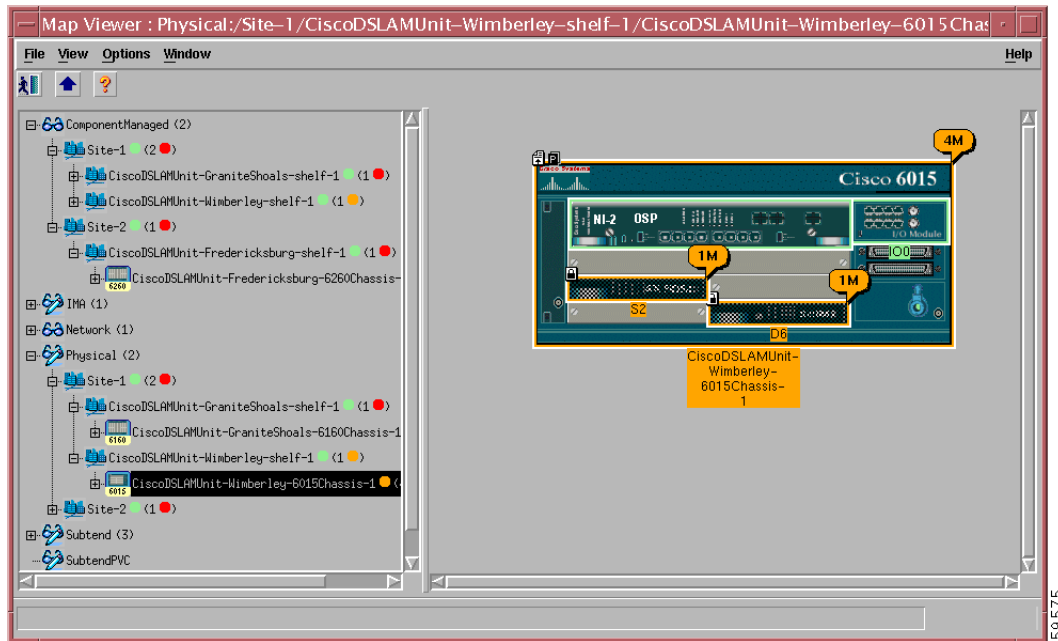 Map Viewer : Physical:/Site-1/CiscoDSLAMUnit-Wimberley-shelf-1/CiscoDSLAMUnit-Wimberley-6015Chas
File View Options Window Help
?
ComponentManaged (2)
Site-1 (2)
CiscoDSLAMUnit-GraniteShoals-shelf-1 (1)
CiscoDSLAMUnit-Wimberley-shelf-1 (1)
Site-2 (1)
CiscoDSLAMUnit-Fredericksburg-shelf-1 (1)
6260 CiscoDSLAMUnit-Fredericksburg-6260Chassis-
IMA (1)
Network (1)
Physical (2)
Site-1 (2)
CiscoDSLAMUnit-GraniteShoals-shelf-1 (1)
6160 CiscoDSLAMUnit-GraniteShoals-6160Chassis-1
CiscoDSLAMUnit-Wimberley-shelf-1 (1)
6015 CiscoDSLAMUnit-Wimberley-6015Chassis-1 (
Site-2 (1)
Subtend (3)
SubtendPVC
4M
P
Cisco Systems
Cisco 6015
NI-2 OSP
I/O Module
IO0
1M
1M
S2
D6
CiscoDSLAMUnit-
Wimberley-
6015Chassis-
1
59575